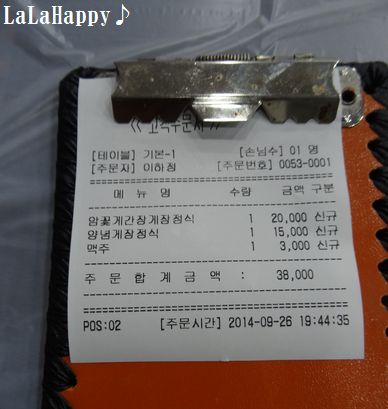 LaLaHappy♪
<< 고객주문서 >>
[테이블] 기본-1 [손님수] 01 명
[주문자] 이하정 [주문번호] 0053-0001
메 뉴 명 수량 금액 구분
암꽃게간장게장정식 1 20,000 신규
양념게장정식 1 15,000 신규
맥주 1 3,000 신규
주 문 합 계 금 액 : 38,000
POS:02 [주문시간] 2014-09-26 19:44:35